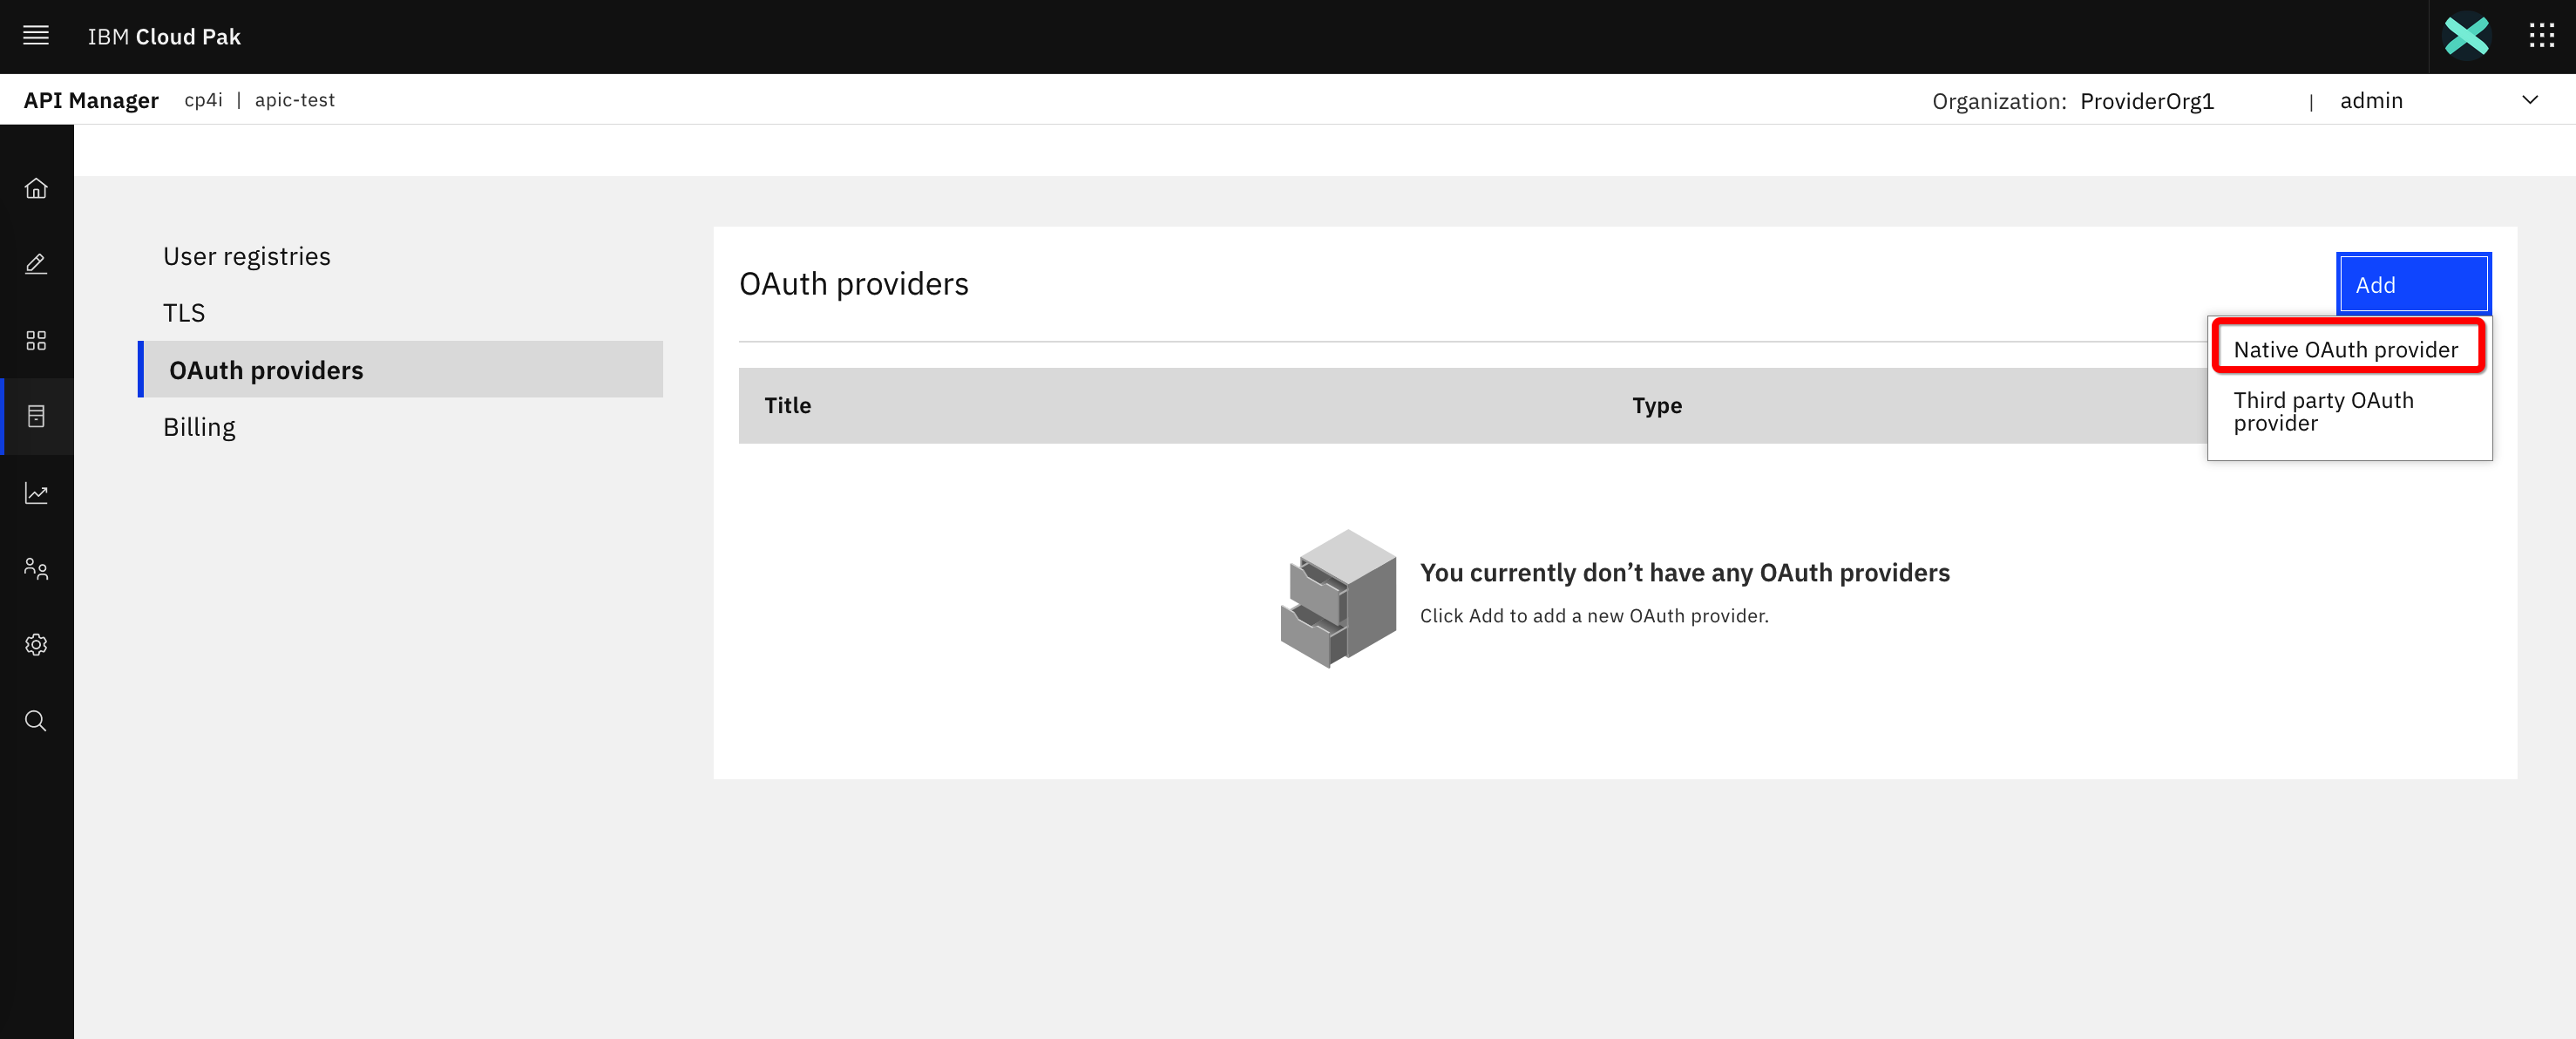 IBM Cloud Pak
API Manager cp4i | apic-test Organization: ProviderOrg1 | admin
User registries
TLS
OAuth providers
Billing
OAuth providers
Add
Native OAuth provider
Third party OAuth
provider
Title Type
You currently don’t have any OAuth providers
Click Add to add a new OAuth provider.